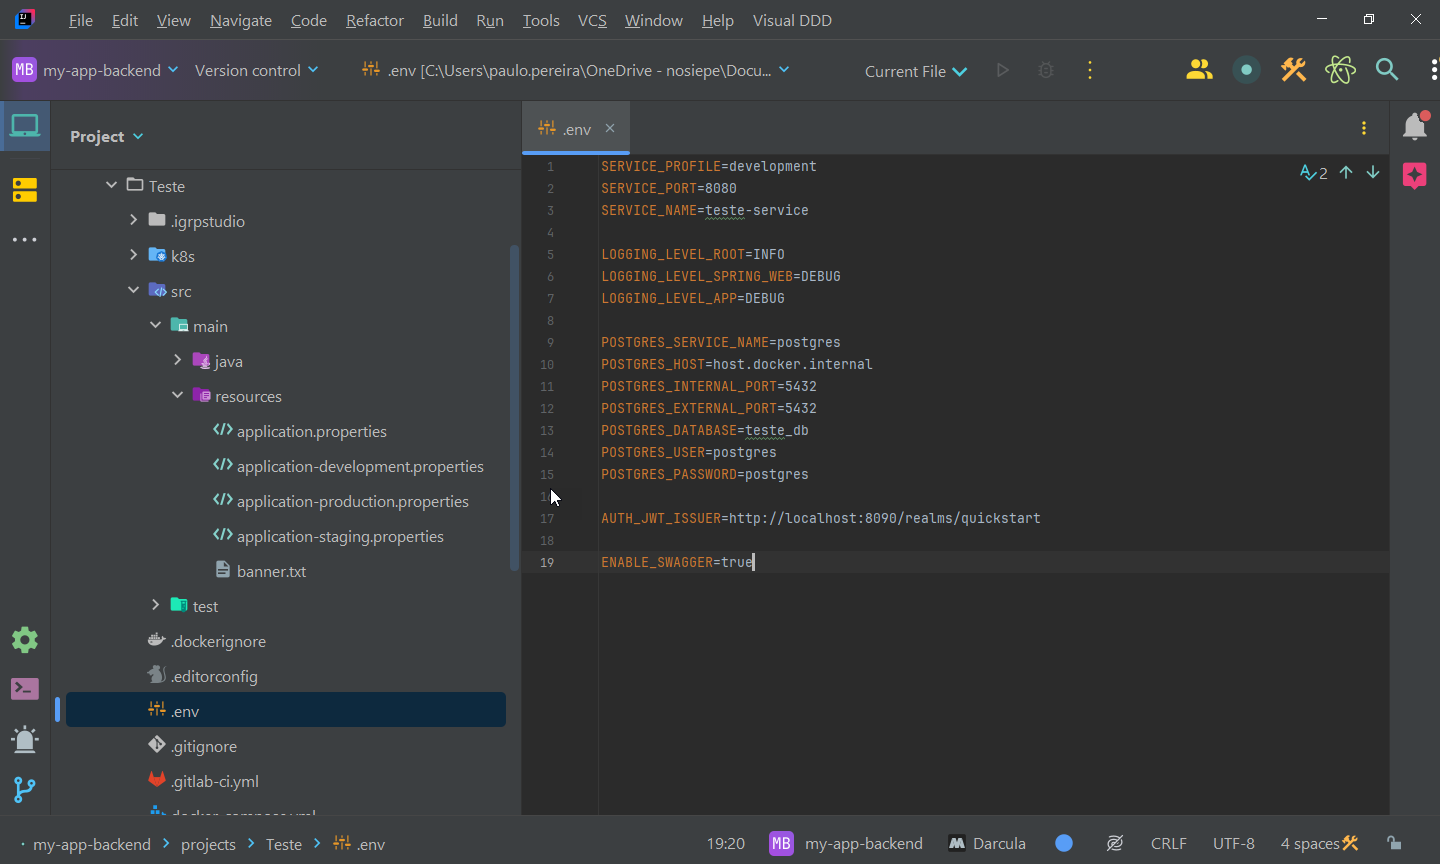 File Edit View Navigate Code Refactor Build Run Tools VCS Window Help Visual DDD
MB my-app-backend Version control .env [C:\Users\paulo.pereira\OneDrive - nosiepe\Docu... Current File
Project
.env
Teste
.igrpstudio
k8s
src
main
java
resources
application.properties
application-development.properties
application-production.properties
application-staging.properties
banner.txt
test
.dockerignore
.editorconfig
.env
.gitignore
.gitlab-ci.yml
2
1 SERVICE_PROFILE=development
2 SERVICE_PORT=8080
3 SERVICE_NAME=teste-service
4
5 LOGGING_LEVEL_ROOT=INFO
6 LOGGING_LEVEL_SPRING_WEB=DEBUG
7 LOGGING_LEVEL_APP=DEBUG
8
9 POSTGRES_SERVICE_NAME=postgres
10 POSTGRES_HOST=host.docker.internal
11 POSTGRES_INTERNAL_PORT=5432
12 POSTGRES_EXTERNAL_PORT=5432
13 POSTGRES_DATABASE=teste_db
14 POSTGRES_USER=postgres
15 POSTGRES_PASSWORD=postgres
17 AUTH_JWT_ISSUER=http://localhost:8090/realms/quickstart
18
19 ENABLE_SWAGGER=true
my-app-backend projects Teste .env 19:20 MB my-app-backend Darcula CRLF UTF-8 4 spaces